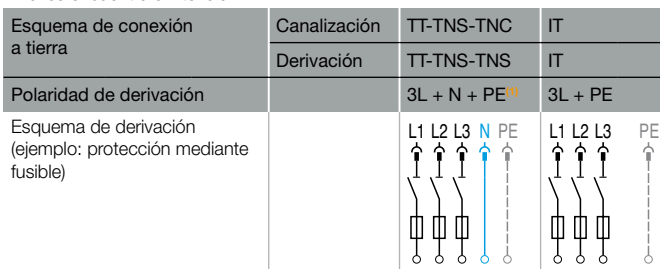 Esquema de conexión
a tierra
Canalización TT-TNS-TNC IT
Derivación TT-TNS-TNS IT
Polaridad de derivación 3L + N + PE 3L + PE
Esquema de derivación
(ejemplo: protección mediante
fusible)
L1 L2 L3 N PE L1 L2 L3 PE